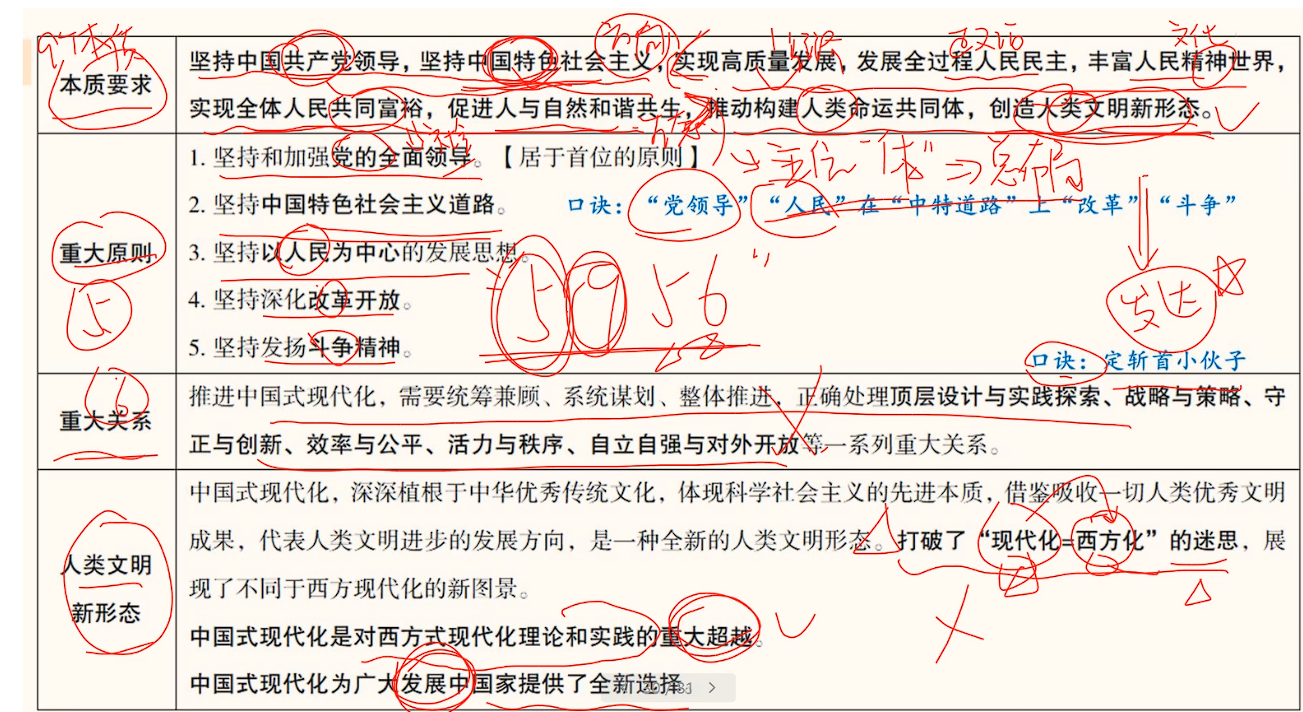 本质要求
坚持中国共产党领导，坚持中国特色社会主义，实现高质量发展，发展全过程人民民主，丰富人民精神世界，
实现全体人民共同富裕，促进人与自然和谐共生，推动构建人类命运共同体，创造人类文明新形态。
重大原则
5
1. 坚持和加强党的全面领导。【居于首位的原则】
2. 坚持中国特色社会主义道路。
口诀：“党领导”“人民”在“中特道路”上“改革”“斗争”
3. 坚持以人民为中心的发展思想。
4. 坚持深化改革开放。
5. 坚持发扬斗争精神。
5956
口诀：定斩首小伙子
重大关系
6
推进中国式现代化，需要统筹兼顾、系统谋划、整体推进，正确处理顶层设计与实践探索、战略与策略、守
正与创新、效率与公平、活力与秩序、自立自强与对外开放等一系列重大关系。
人类文明
新形态
中国式现代化，深深植根于中华优秀传统文化，体现科学社会主义的先进本质，借鉴吸收一切人类优秀文明
成果，代表人类文明进步的发展方向，是一种全新的人类文明形态。打破了“现代化=西方化”的迷思，展
现了不同于西方现代化的新图景。
中国式现代化是对西方式现代化理论和实践的重大超越。
中国式现代化为广大发展中国家提供了全新选择